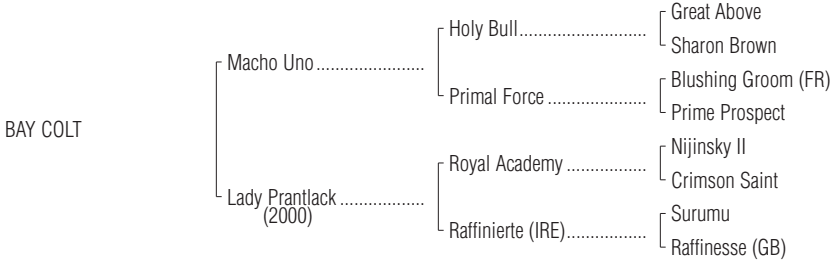 Great Above
Holy Bull...........................
Sharon Brown
Macho Uno.......................
Blushing Groom (FR)
Primal Force .....................
Prime Prospect
BAY COLT
Nijinsky II
Royal Academy .................
Crimson Saint
Lady Prantlack ..................
(2000)
Surumu
Raffinierte (IRE).................
Raffinesse (GB)